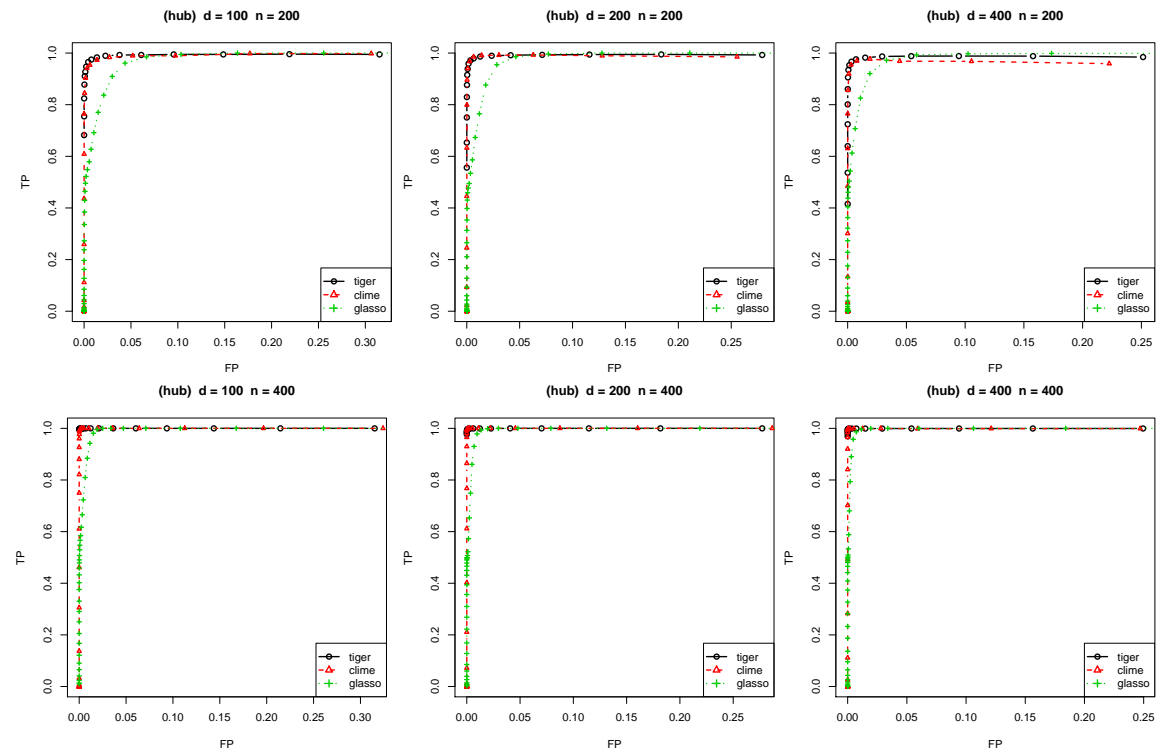 (hub) d = 100 n = 200
(hub) d = 200 n = 200
(hub) d = 400 n = 200
TP
1.0
0.8
0.6
0.4
0.2
0.0
0.00 0.05 0.10 0.15 0.20 0.25 0.30
FP
tiger
clime
glasso
TP
1.0
0.8
0.6
0.4
0.2
0.0
0.00 0.05 0.10 0.15 0.20 0.25
FP
tiger
clime
glasso
TP
1.0
0.8
0.6
0.4
0.2
0.0
0.00 0.05 0.10 0.15 0.20 0.25
FP
tiger
clime
glasso
(hub) d = 100 n = 400
(hub) d = 200 n = 400
(hub) d = 400 n = 400
TP
1.0
0.8
0.6
0.4
0.2
0.0
0.00 0.05 0.10 0.15 0.20 0.25 0.30
FP
tiger
clime
glasso
TP
1.0
0.8
0.6
0.4
0.2
0.0
0.00 0.05 0.10 0.15 0.20 0.25
FP
tiger
clime
glasso
TP
1.0
0.8
0.6
0.4
0.2
0.0
0.00 0.05 0.10 0.15 0.20 0.25
FP
tiger
clime
glasso